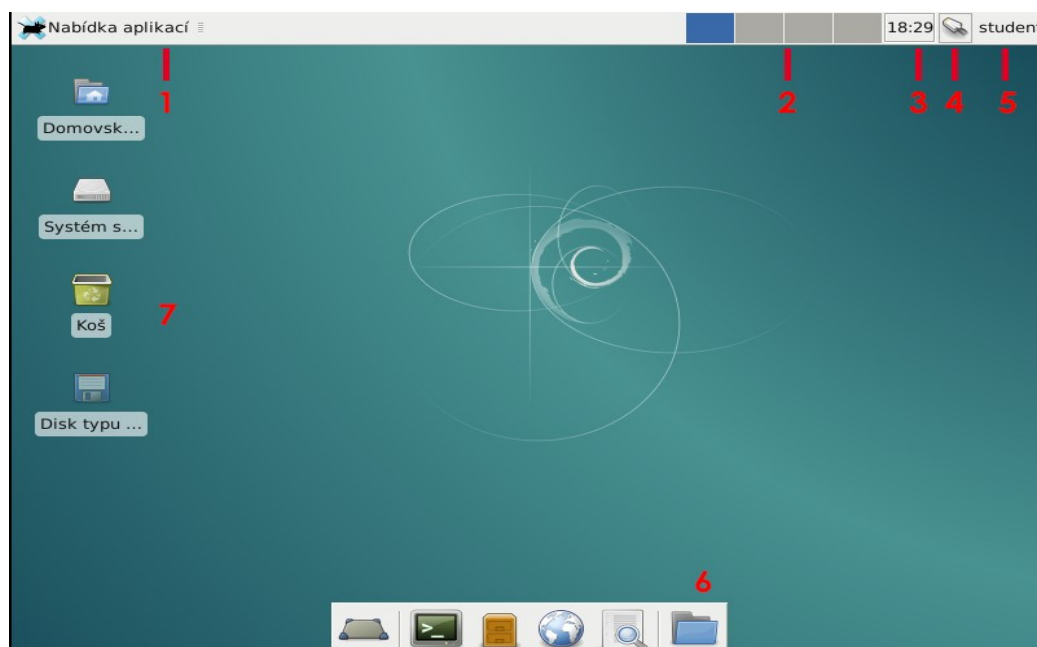 Nabídka aplikací
18:29
student
1
2
3
4
5
Domovsk...
Systém s...
Koš
7
Disk typu ...
6
>_